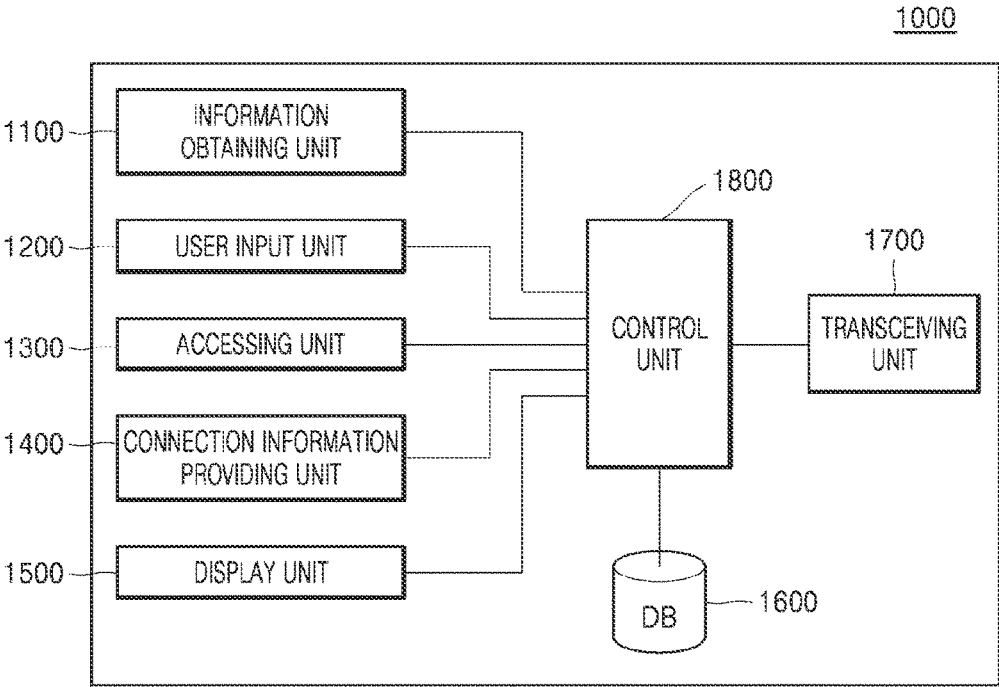 1000
1100
INFORMATION
OBTAINING UNIT
1200
USER INPUT UNIT
1300
ACCESSING UNIT
1400
CONNECTION INFORMATION
PROVIDING UNIT
1500
DISPLAY UNIT
1800
CONTROL
UNIT
1700
TRANSCEIVING
UNIT
DB
1600